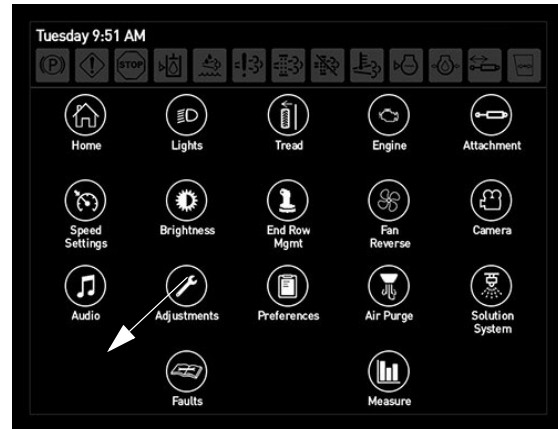 Tuesday 9:51 AM
(P) STOP
Home Lights Tread Engine Attachment
Speed Brightness End Row Fan Camera
Settings Mgmt Reverse
Audio Adjustments Preferences Air Purge Solution
System
Faults Measure